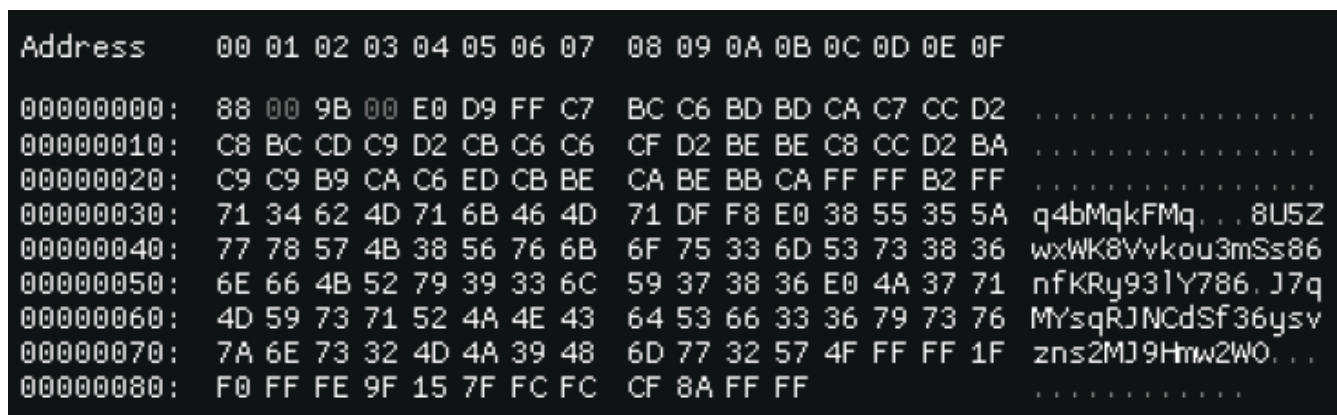 Address 00 01 02 03 04 05 06 07 08 09 0A 0B 0C 0D 0E 0F
00000000: 88 00 9B 00 E0 D9 FF C7 BC C6 BD BD CA C7 CC D2 ................
00000010: C8 BC CD C9 D2 CB C6 C6 CF D2 BE BE C8 CC D2 BA ................
00000020: C9 C9 B9 CA C6 ED CB BE CA BE BB CA FF FF B2 FF ................
00000030: 71 34 62 4D 71 6B 46 4D 71 DF F8 E0 38 55 35 5A q4bMqkFMq...8U5Z
00000040: 77 78 57 4B 38 56 76 6B 6F 75 33 6D 53 73 38 36 wxWK8Vvkou3mSs86
00000050: 6E 66 4B 52 79 39 33 6C 59 37 38 36 E0 4A 37 71 nfKRy93lY786.J7q
00000060: 4D 59 73 71 52 4A 4E 43 64 53 66 33 36 79 73 76 MYsqRJNCdSf36ysv
00000070: 7A 6E 73 32 4D 4A 39 48 6D 77 32 57 4F FF FF 1F zns2MJ9Hmw2WO...
00000080: F0 FF FE 9F 15 7F FC FC CF 8A FF FF ............